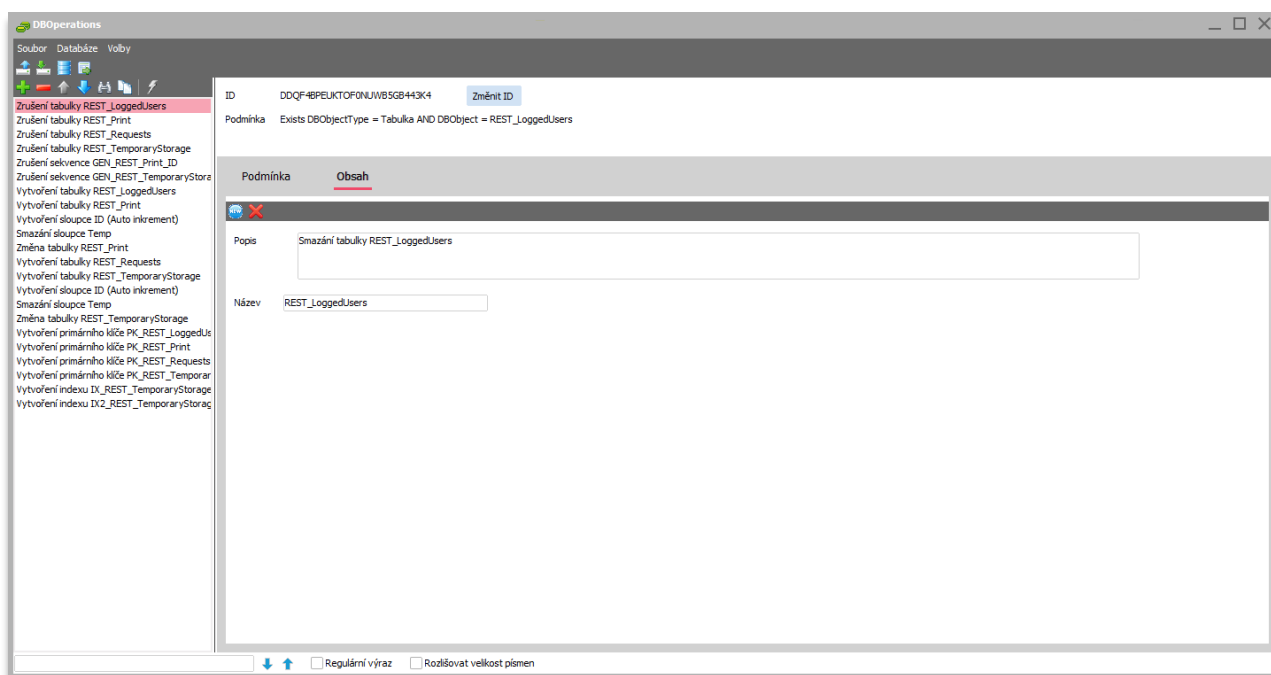 DBOperations
Soubor Databáze Volby
Zrušení tabulky REST_LoggedUsers
Zrušení tabulky REST_Print
Zrušení tabulky REST_Requests
Zrušení tabulky REST_TemporaryStorage
Zrušení sekvence GEN_REST_Print_ID
Zrušení sekvence GEN_REST_TemporaryStora
Vytvoření tabulky REST_LoggedUsers
Vytvoření tabulky REST_Print
Vytvoření sloupce ID (Auto inkrement)
Smazání sloupce Temp
Změna tabulky REST_Print
Vytvoření tabulky REST_Requests
Vytvoření tabulky REST_TemporaryStorage
Vytvoření sloupce ID (Auto inkrement)
Smazání sloupce Temp
Změna tabulky REST_TemporaryStorage
Vytvoření primárního klíče PK_REST_LoggedUs
Vytvoření primárního klíče PK_REST_Print
Vytvoření primárního klíče PK_REST_Requests
Vytvoření primárního klíče PK_REST_Temporar
Vytvoření indexu IX_REST_TemporaryStorage
Vytvoření indexu IX2_REST_TemporaryStorag
ID DDQF4BPEUKTOF0NUWB5GB443K4 Změnit ID
Podmínka Exists DBObjectType = Tabulka AND DBObject = REST_LoggedUsers
Podmínka Obsah
NEW
Popis Smazání tabulky REST_LoggedUsers
Název REST_LoggedUsers
Regulární výraz Rozlišovat velikost písmen